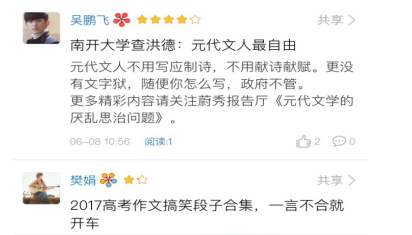 吴鹏飞
共享
南开大学查洪德：元代文人最自由
元代文人不用写应制诗，不用献诗献赋。更没
有文字狱，随便你怎么写，政府不管。
更多精彩内容请关注蔚秀报告厅《元代文学的
厌乱思治问题》。
06-08 10:56 阅读:1 2 0
樊娟
共享
2017高考作文搞笑段子合集，一言不合就
开车